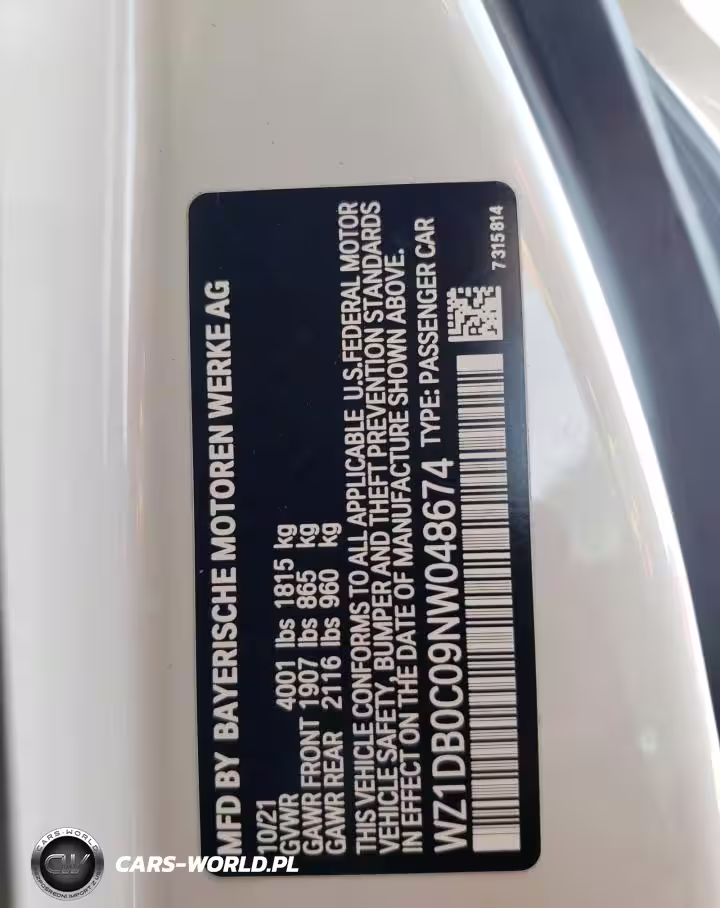 MFD BY BAYERISCHE MOTOREN WERKE AG
10/21
GVWR 4001 lbs 1815 kg
GAWR FRONT 1907 lbs 865 kg
GAWR REAR 2116 lbs 960 kg
THIS VEHICLE CONFORMS TO ALL APPLICABLE U.S.FEDERAL MOTOR
VEHICLE SAFETY, BUMPER AND THEFT PREVENTION STANDARDS
IN EFFECT ON THE DATE OF MANUFACTURE SHOWN ABOVE.
WZ1DB0C09NW048674 TYPE: PASSENGER CAR
7315814
CARS-WORLD
CW
CARS-WORLD.PL